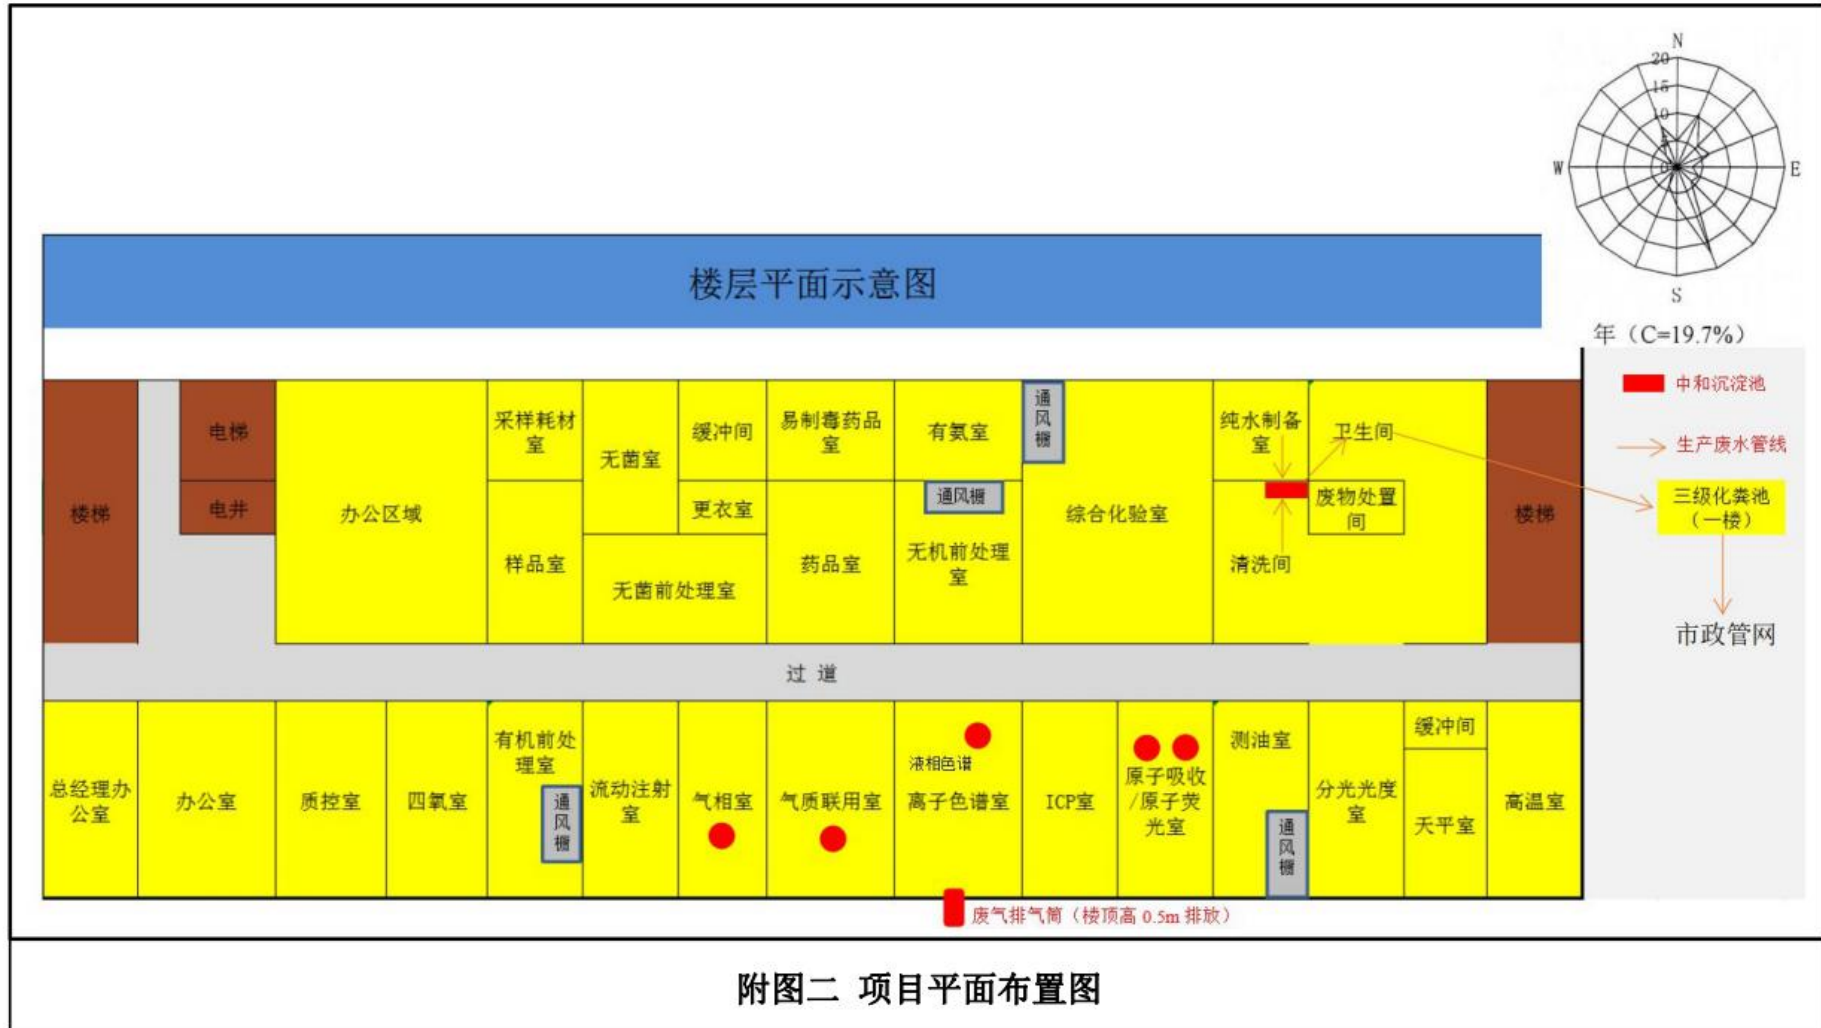 N
20
15
10
5
0
W
E
S
年（C=19.7%）
楼层平面示意图
中和沉淀池
生产废水管线
三级化粪池
（一楼）
市政管网
楼梯
电梯
电井
办公区域
采样耗材
室
样品室
无菌室
缓冲间
更衣室
无菌前处理室
易制毒药品
室
药品室
有氨室
通风橱
无机前处理
室
通
风
橱
综合化验室
纯水制备
室
清洗间
卫生间
废物处置
间
楼梯
过 道
总经理办
公室
办公室
质控室
四氧室
有机前处
理室
通
风
橱
流动注射
室
气相室
气质联用室
液相色谱
离子色谱室
ICP室
原子吸收
/原子荧
光室
测油室
通
风
橱
分光光度
室
缓冲间
天平室
高温室
废气排气筒（楼顶高 0.5m 排放）
附图二 项目平面布置图